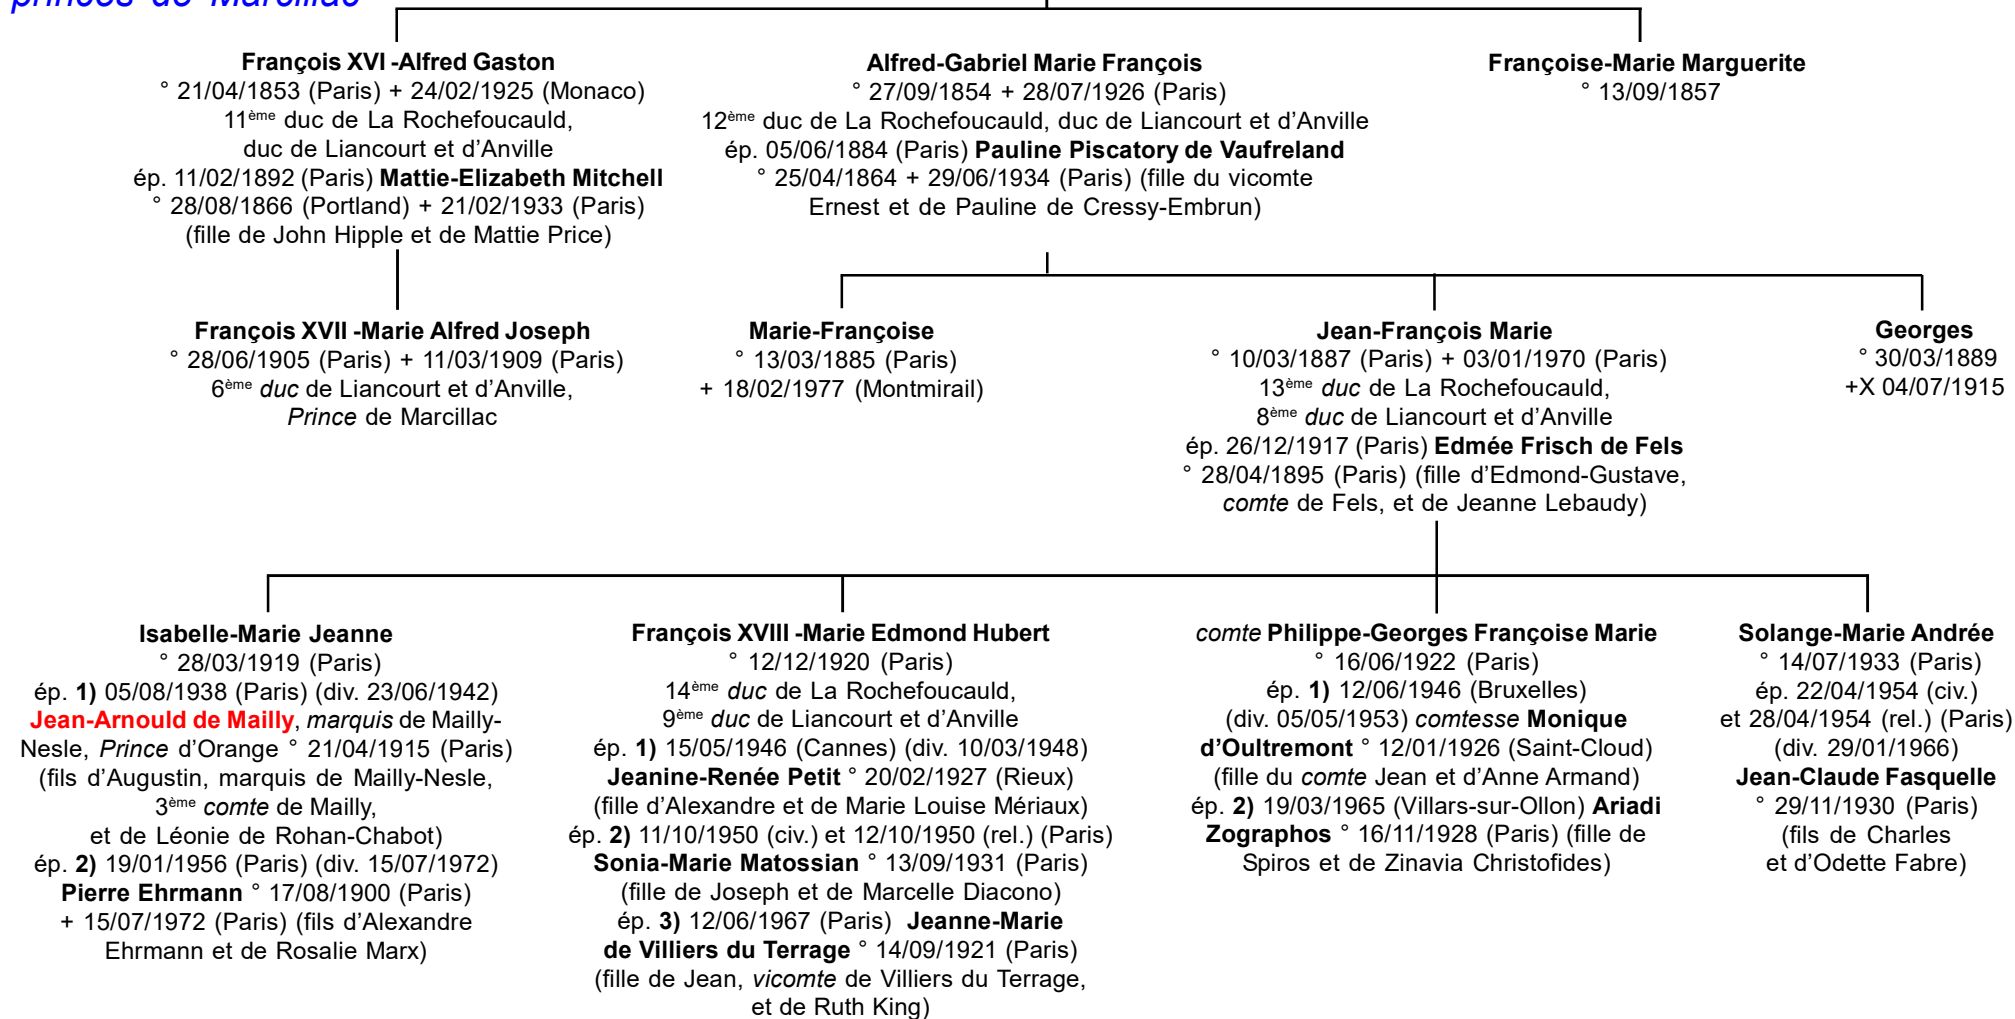 princes de Marcillac
François XVI -Alfred Gaston
° 21/04/1853 (Paris) + 24/02/1925 (Monaco)
11ème duc de La Rochefoucauld,
duc de Liancourt et d'Anville
ép. 11/02/1892 (Paris) Mattie-Elizabeth Mitchell
° 28/08/1866 (Portland) + 21/02/1933 (Paris)
(fille de John Hipple et de Mattie Price)
Alfred-Gabriel Marie François
° 27/09/1854 + 28/07/1926 (Paris)
12ème duc de La Rochefoucauld, duc de Liancourt et d'Anville
ép. 05/06/1884 (Paris) Pauline Piscatory de Vaufreland
° 25/04/1864 + 29/06/1934 (Paris) (fille du vicomte
Ernest et de Pauline de Cressy-Embrun)
Françoise-Marie Marguerite
° 13/09/1857
François XVII -Marie Alfred Joseph
° 28/06/1905 (Paris) + 11/03/1909 (Paris)
6ème duc de Liancourt et d'Anville,
Prince de Marcillac
Marie-Françoise
° 13/03/1885 (Paris)
+ 18/02/1977 (Montmirail)
Jean-François Marie
° 10/03/1887 (Paris) + 03/01/1970 (Paris)
13ème duc de La Rochefoucauld,
8ème duc de Liancourt et d'Anville
ép. 26/12/1917 (Paris) Edmée Frisch de Fels
° 28/04/1895 (Paris) (fille d'Edmond-Gustave,
comte de Fels, et de Jeanne Lebaudy)
Georges
° 30/03/1889
+X 04/07/1915
Isabelle-Marie Jeanne
° 28/03/1919 (Paris)
ép. 1) 05/08/1938 (Paris) (div. 23/06/1942)
Jean-Arnould de Mailly, marquis de Mailly-
Nesle, Prince d'Orange ° 21/04/1915 (Paris)
(fils d'Augustin, marquis de Mailly-Nesle,
3ème comte de Mailly,
et de Léonie de Rohan-Chabot)
ép. 2) 19/01/1956 (Paris) (div. 15/07/1972)
Pierre Ehrmann ° 17/08/1900 (Paris)
+ 15/07/1972 (Paris) (fils d'Alexandre
Ehrmann et de Rosalie Marx)
François XVIII -Marie Edmond Hubert
° 12/12/1920 (Paris)
14ème duc de La Rochefoucauld,
9ème duc de Liancourt et d'Anville
ép. 1) 15/05/1946 (Cannes) (div. 10/03/1948)
Jeanine-Renée Petit ° 20/02/1927 (Rieux)
(fille d'Alexandre et de Marie Louise Mériaux)
ép. 2) 11/10/1950 (civ.) et 12/10/1950 (rel.) (Paris)
Sonia-Marie Matossian ° 13/09/1931 (Paris)
(fille de Joseph et de Marcelle Diacono)
ép. 3) 12/06/1967 (Paris) Jeanne-Marie
de Villiers du Terrage ° 14/09/1921 (Paris)
(fille de Jean, vicomte de Villiers du Terrage,
et de Ruth King)
comte Philippe-Georges Françoise Marie
° 16/06/1922 (Paris)
ép. 1) 12/06/1946 (Bruxelles)
(div. 05/05/1953) comtesse Monique
d'Oultremont ° 12/01/1926 (Saint-Cloud)
(fille du comte Jean et d'Anne Armand)
ép. 2) 19/03/1965 (Villars-sur-Ollon) Ariadi
Zographos ° 16/11/1928 (Paris) (fille de
Spiros et de Zinavia Christofides)
Solange-Marie Andrée
° 14/07/1933 (Paris)
ép. 22/04/1954 (civ.)
et 28/04/1954 (rel.) (Paris)
(div. 29/01/1966)
Jean-Claude Fasquelle
° 29/11/1930 (Paris)
(fils de Charles
et d'Odette Fabre)